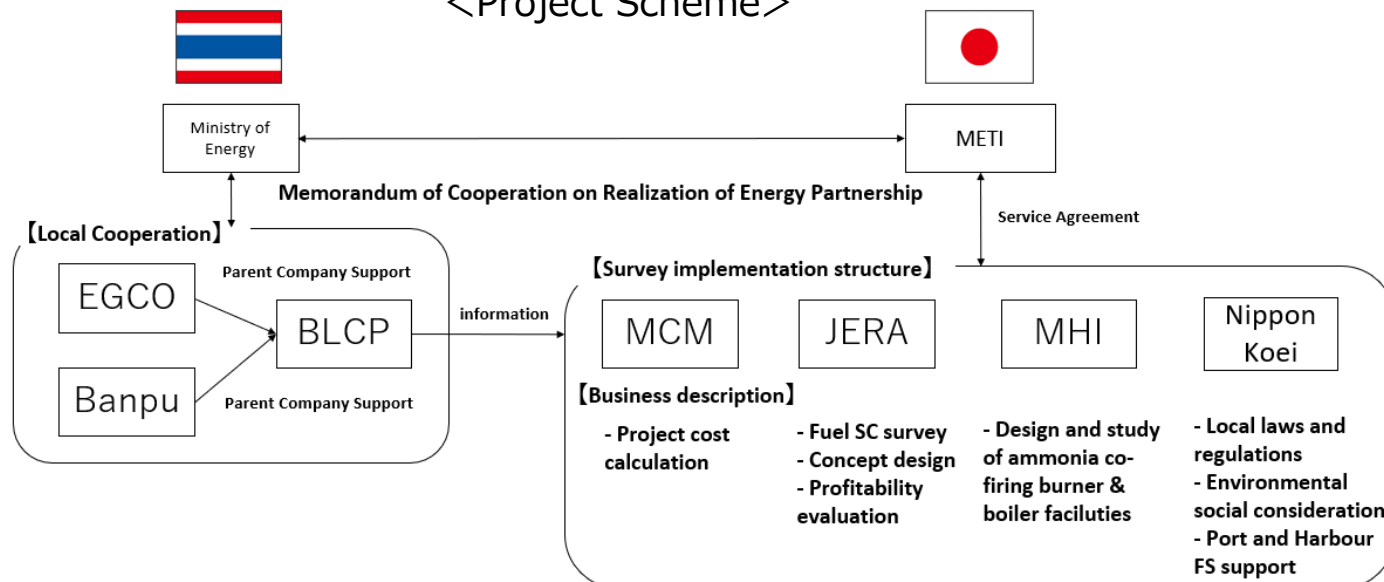 <Project Scheme>
Ministry of
Energy
METI
Memorandum of Cooperation on Realization of Energy Partnership
Service Agreement
【Local Cooperation】
Parent Company Support
EGCO
BLCP
Banpu
Parent Company Support
information
【Survey implementation structure】
MCM
JERA
MHI
Nippon
Koei
【Business description】
- Project cost
calculation
- Fuel SC survey
- Concept design
- Profitability
evaluation
- Design and study
of ammonia co-
firing burner &
boiler faciluties
- Local laws and
regulations
- Environmental
social consideration
- Port and Harbour
FS support